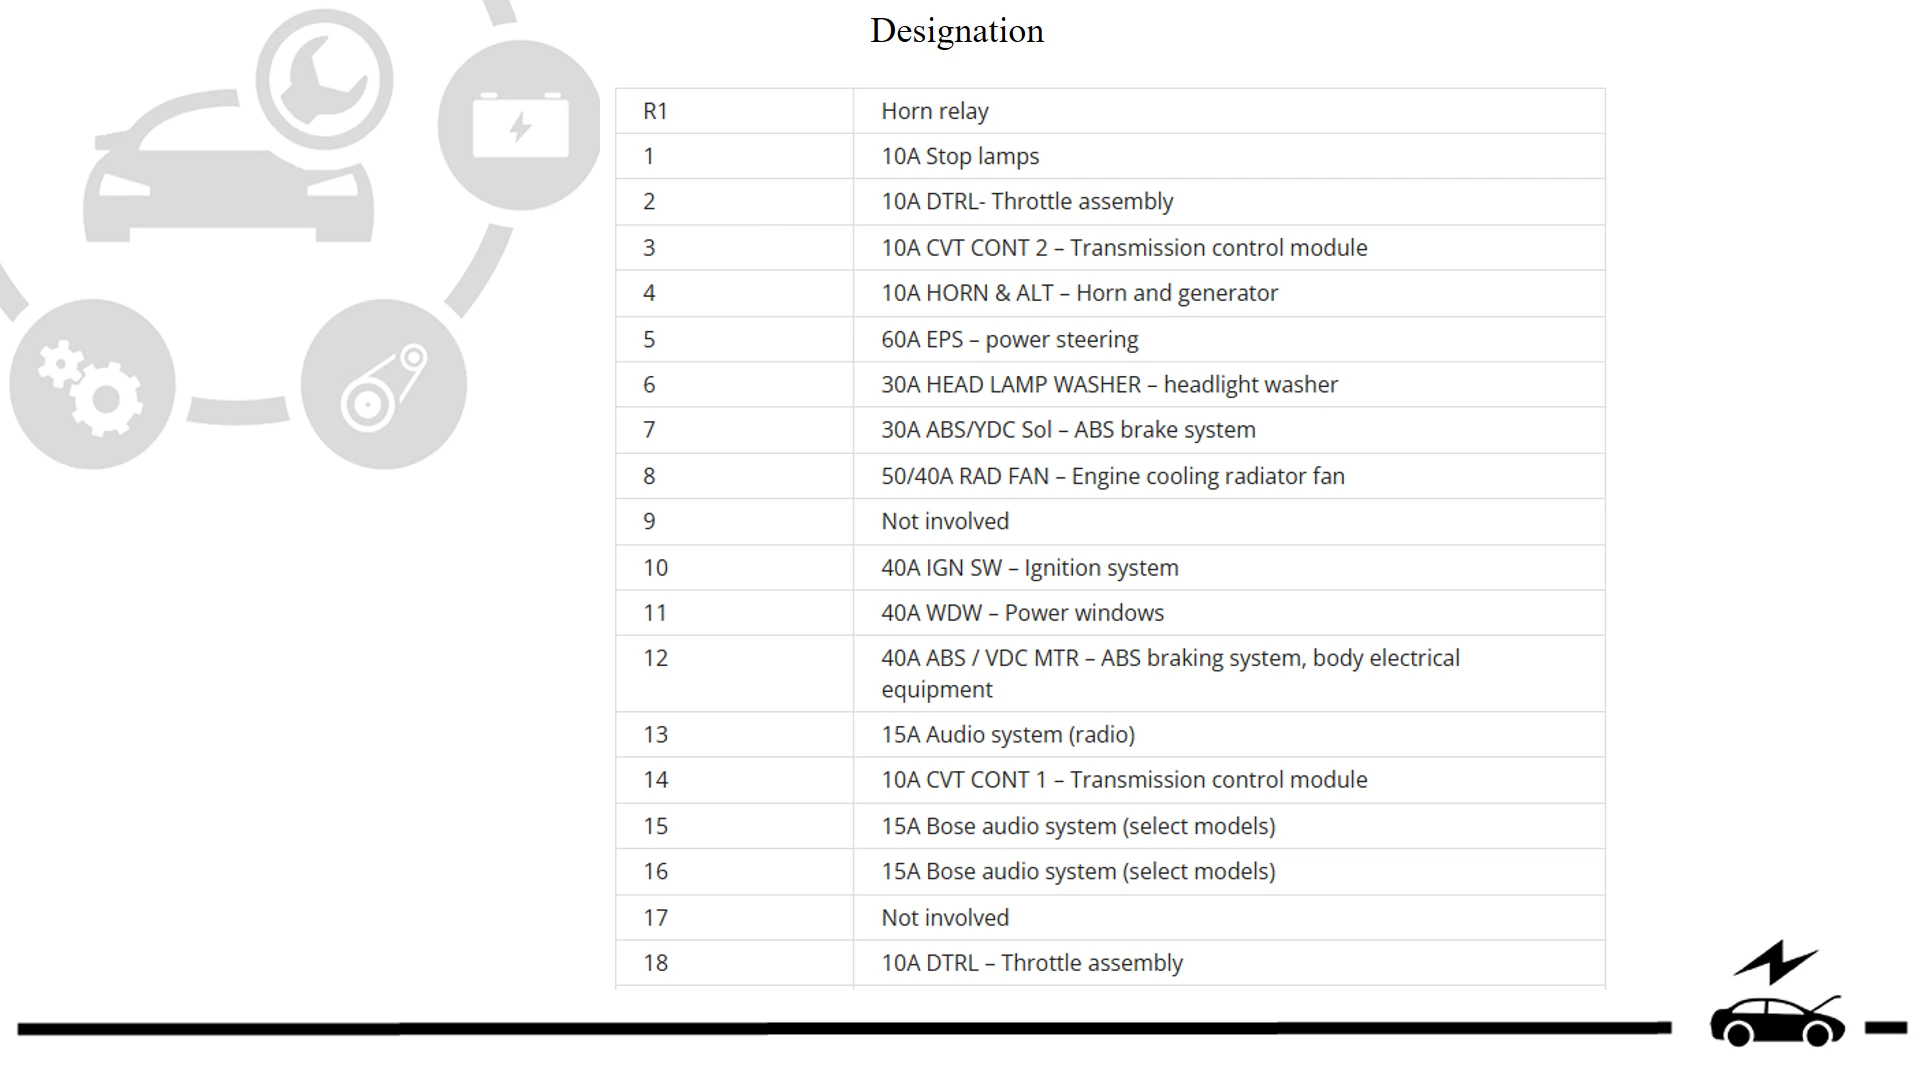 Designation
R1 Horn relay
1 10A Stop lamps
2 10A DTRL- Throttle assembly
3 10A CVT CONT 2 – Transmission control module
4 10A HORN & ALT – Horn and generator
5 60A EPS – power steering
6 30A HEAD LAMP WASHER – headlight washer
7 30A ABS/YDC Sol – ABS brake system
8 50/40A RAD FAN – Engine cooling radiator fan
9 Not involved
10 40A IGN SW – Ignition system
11 40A WDW – Power windows
12 40A ABS / VDC MTR – ABS braking system, body electrical
equipment
13 15A Audio system (radio)
14 10A CVT CONT 1 – Transmission control module
15 15A Bose audio system (select models)
16 15A Bose audio system (select models)
17 Not involved
18 10A DTRL – Throttle assembly